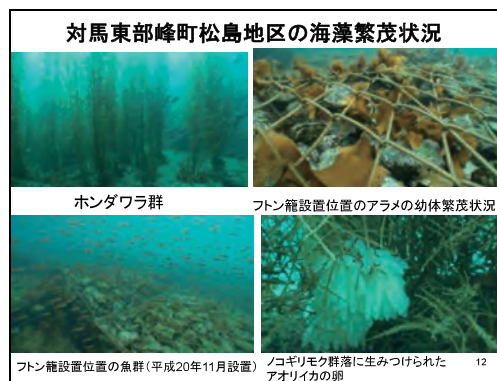 対馬東部峰町松島地区の海藻繁茂状況
ホンダワラ群
フトン籠設置位置のアラメの幼体繁茂状況
フトン籠設置位置の魚群(平成20年11月設置)
ノコギリモク群落に生みつけられた
アオリイカの卵
12